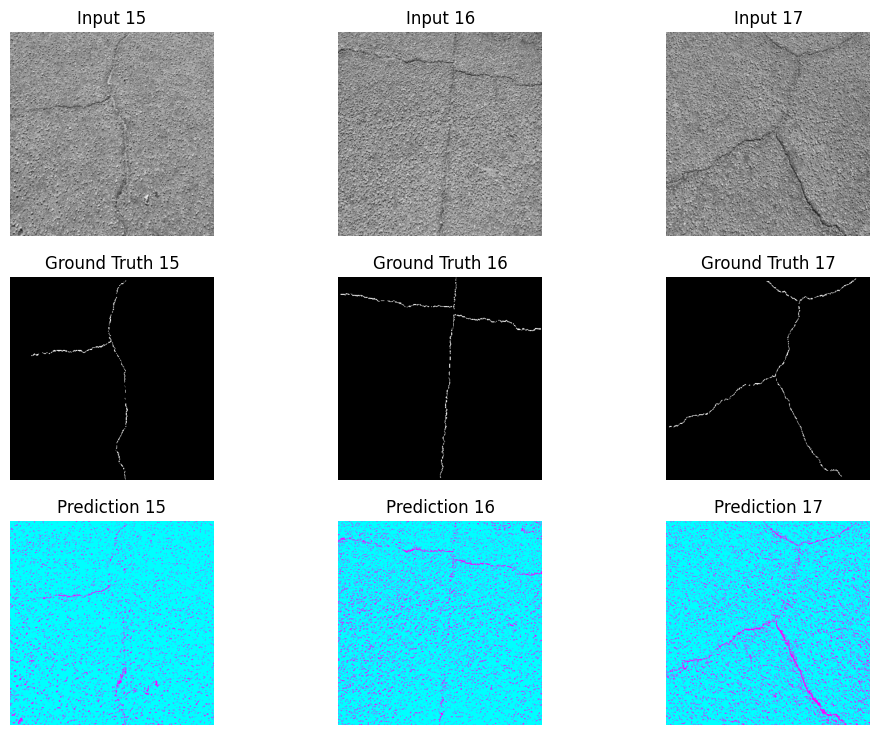 Input 15
Input 16
Input 17
Ground Truth 15
Ground Truth 16
Ground Truth 17
Prediction 15
Prediction 16
Prediction 17